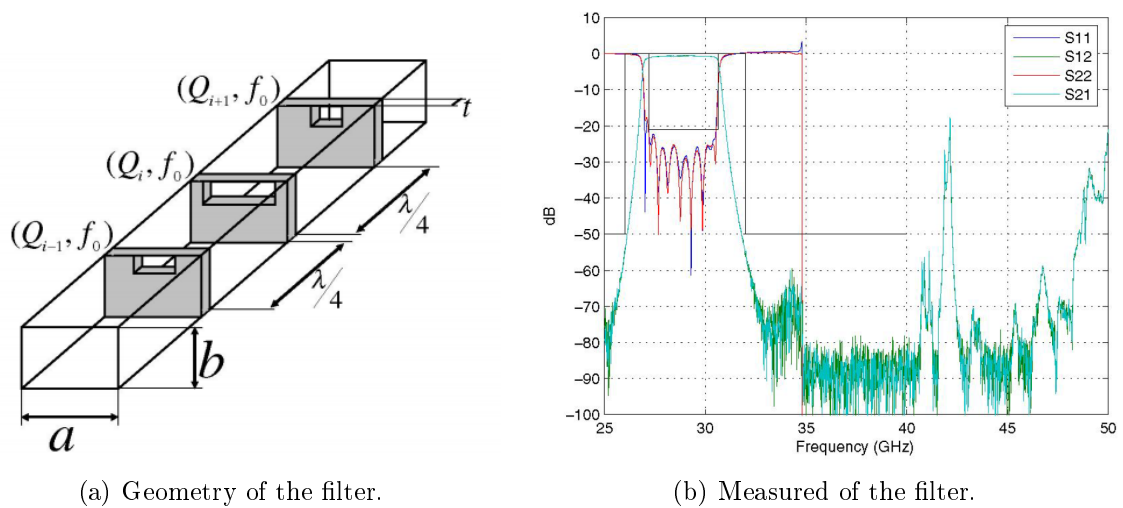 (Q_{i+1}, f_0)
t
(Q_i, f_0)
λ/4
(Q_{i-1}, f_0)
λ/4
b
a
10
0
−10
−20
−30
−40
−50
−60
−70
−80
−90
−100
dB
25
30
35
40
45
50
Frequency (GHz)
S11
S12
S22
S21
(a) Geometry of the filter.
(b) Measured of the filter.